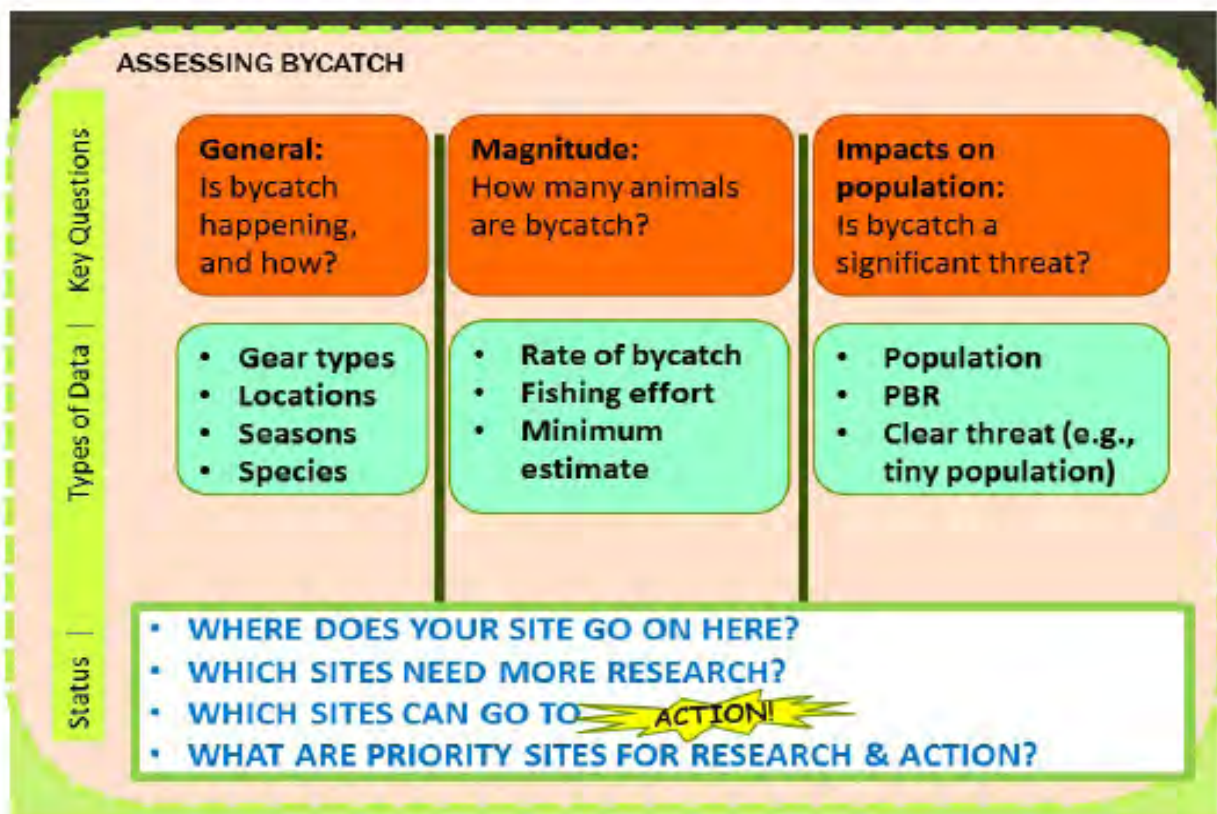 ASSESSING BYCATCH
Key Questions
General:
Is bycatch
happening,
and how?
Magnitude:
How many animals
are bycatch?
Impacts on
population:
Is bycatch a
significant threat?
Types of Data |
• Gear types
• Locations
• Seasons
• Species
• Rate of bycatch
• Fishing effort
• Minimum
estimate
• Population
• PBR
• Clear threat (e.g.,
tiny population)
Status |
• WHERE DOES YOUR SITE GO ON HERE?
• WHICH SITES NEED MORE RESEARCH?
• WHICH SITES CAN GO TO ACTION!
• WHAT ARE PRIORITY SITES FOR RESEARCH & ACTION?